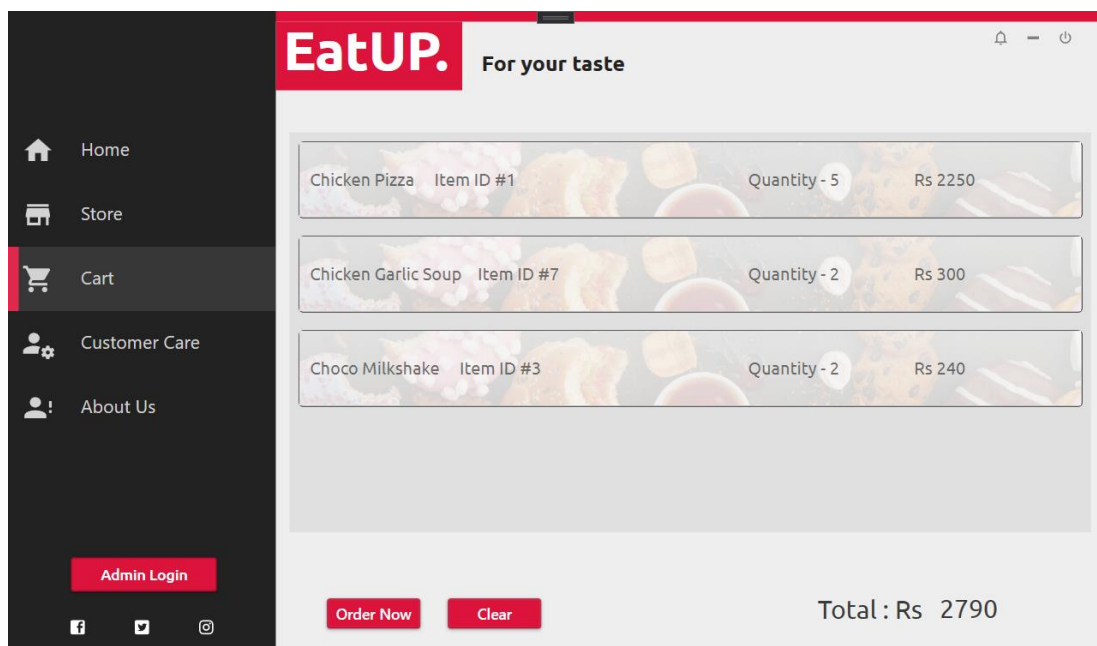 EatUP.
For your taste
Home
Store
Cart
Customer Care
About Us
Admin Login
Chicken Pizza Item ID #1 Quantity - 5 Rs 2250
Chicken Garlic Soup Item ID #7 Quantity - 2 Rs 300
Choco Milkshake Item ID #3 Quantity - 2 Rs 240
Order Now Clear Total : Rs 2790